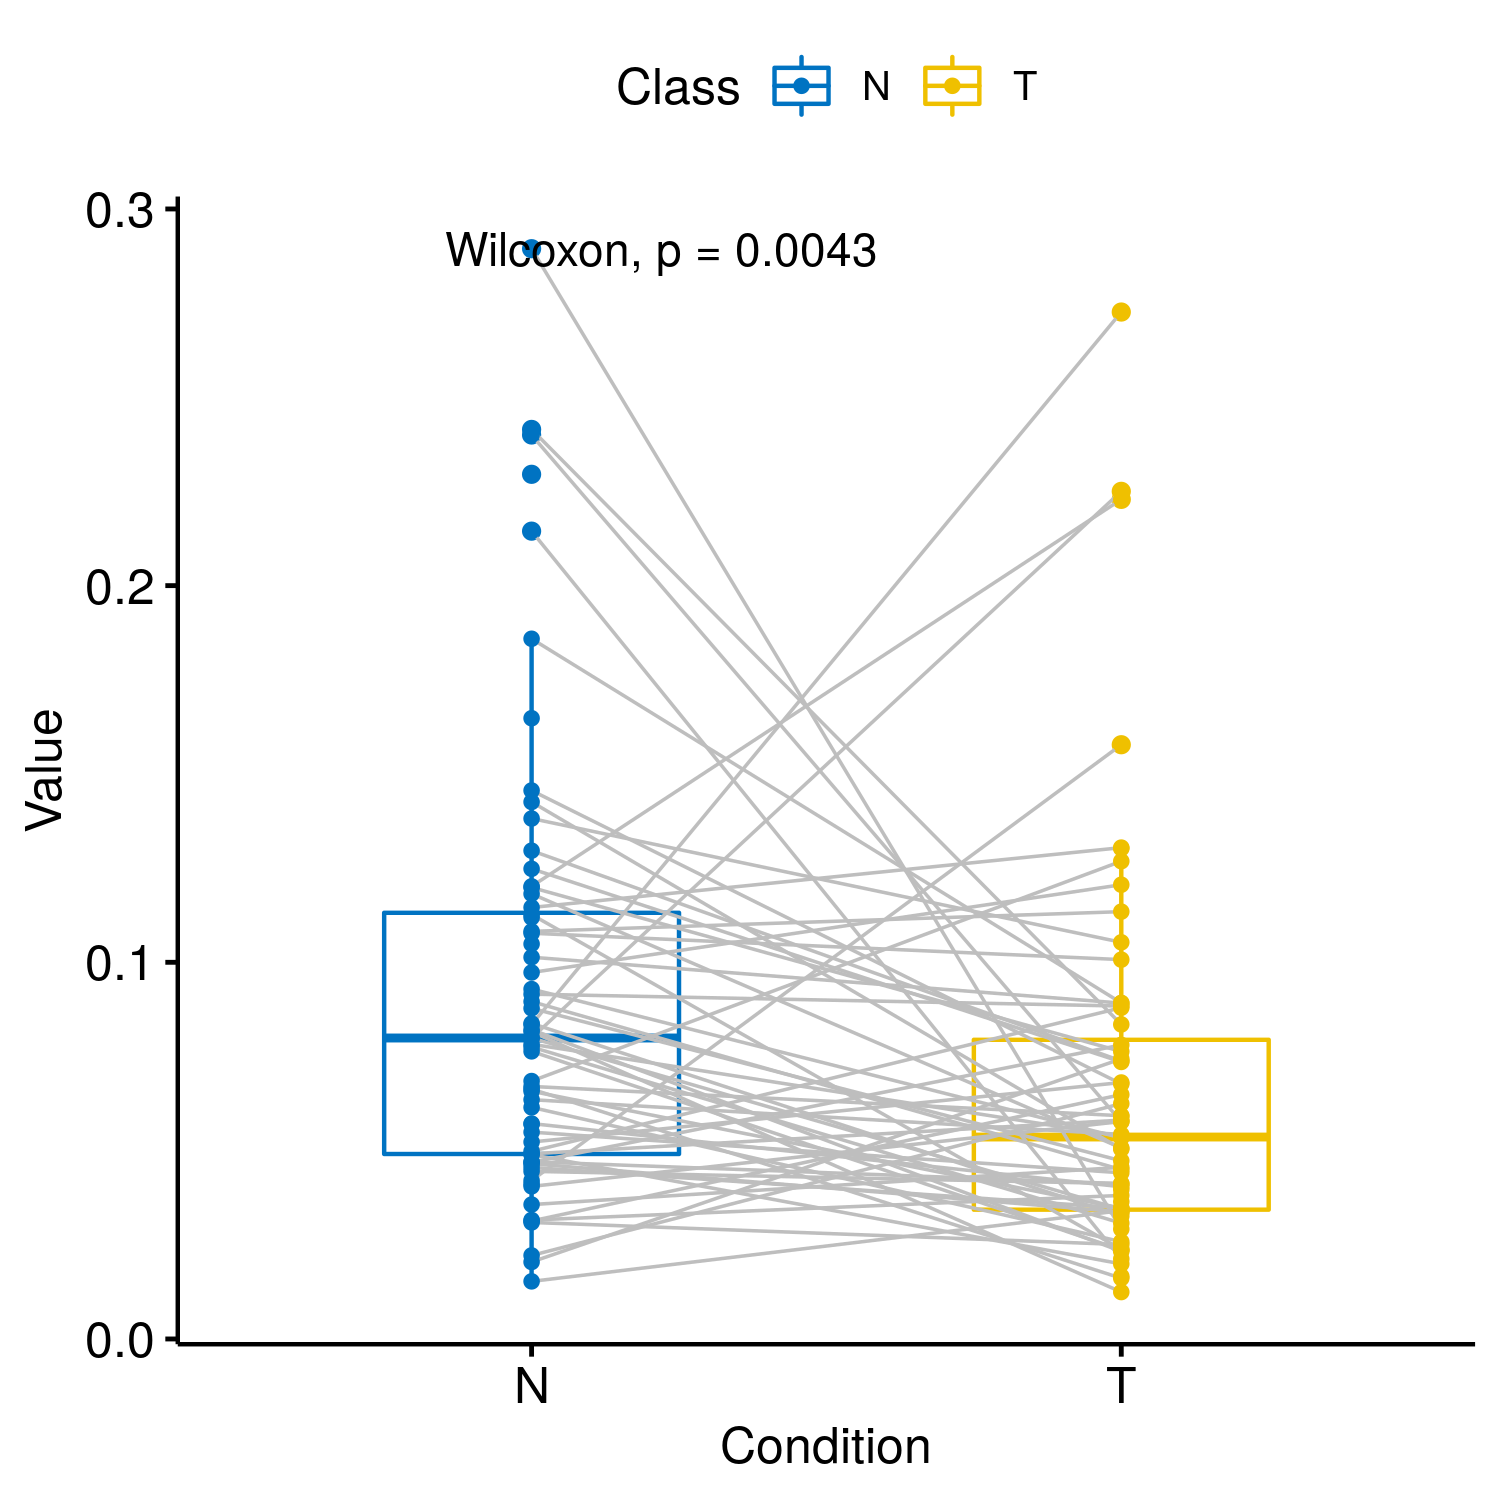 Class N T
0.3
Wilcoxon, p = 0.0043
0.2
Value
0.1
0.0
N T
Condition